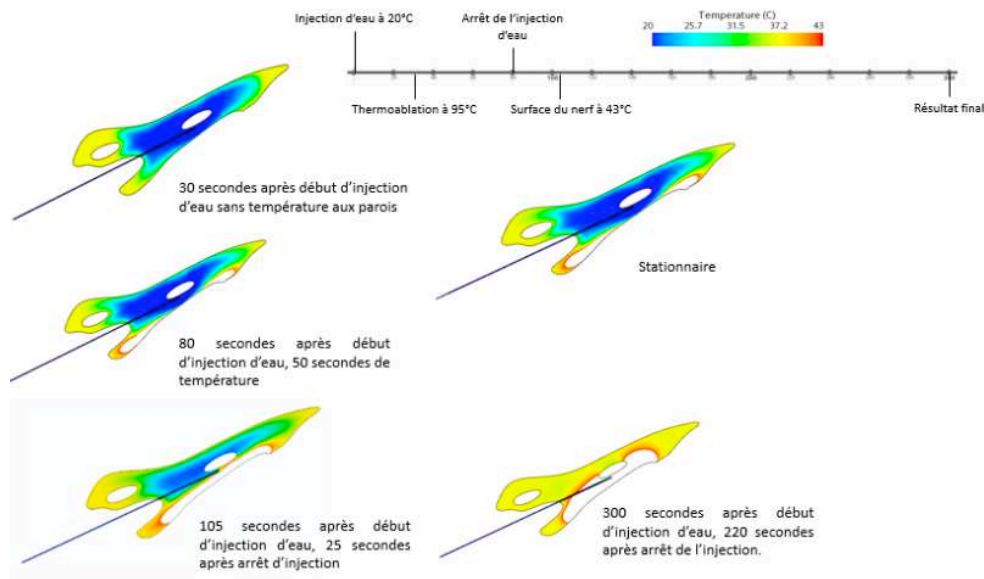 Injection d'eau à 20°C
Arrêt de l'injection
d'eau
Temperature (C)
20 25.7 31.5 37.2 43
Thermoablation à 95°C
Surface du nerf à 43°C
Résultat final
30 secondes après début d'injection
d'eau sans température aux parois
Stationnaire
80 secondes après début
d'injection d'eau, 50 secondes de
température
105 secondes après début
d'injection d'eau, 25 secondes
après arrêt d'injection
300 secondes après début
d'injection d'eau, 220 secondes
après arrêt de l'injection.